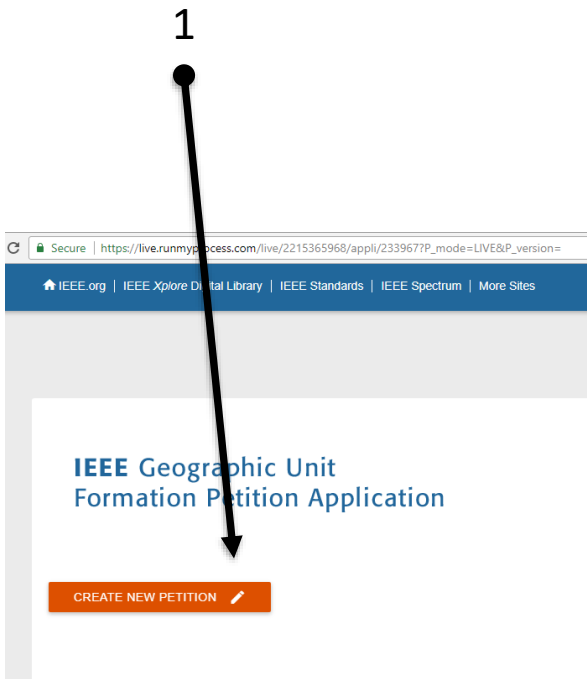 1
Secure | https://live.runmyprocess.com/live/2215365968/appli/233967?P_mode=LIVE&P_version=
IEEE.org | IEEE Xplore Digital Library | IEEE Standards | IEEE Spectrum | More Sites
IEEE Geographic Unit
Formation Petition Application
CREATE NEW PETITION